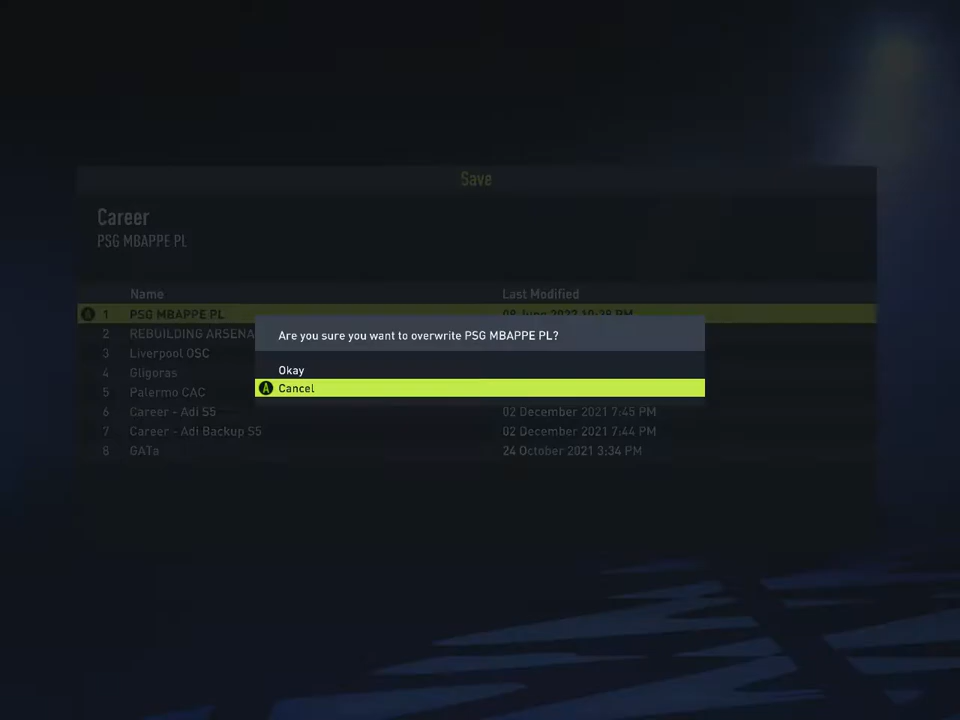 Save
Career
PSG MBAPPE PL
Name Last Modified
A 1 PSG MBAPPE PL
2 REBUILDING ARSENA
Are you sure you want to overwrite PSG MBAPPE PL?
3 Liverpool OSC
4 Gligoras
Okay
A Cancel
5 Palermo CAC
6 Career - Adi S5 02 December 2021 7:45 PM
7 Career - Adi Backup S5 02 December 2021 7:44 PM
8 GATa 24 October 2021 3:34 PM